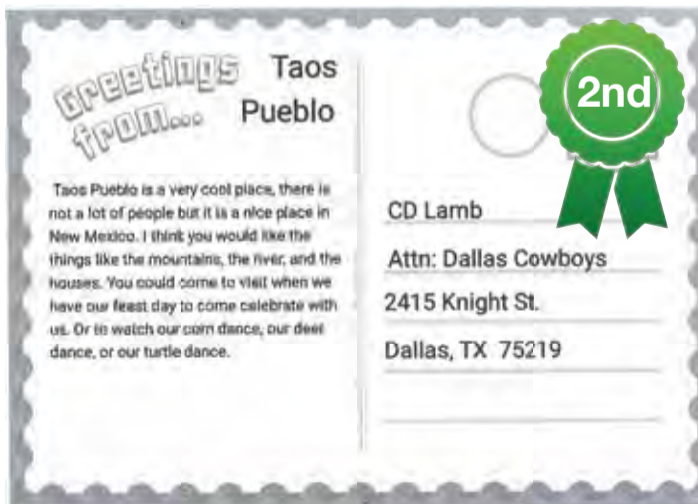 Greetings
from...
Taos
Pueblo
Taos Pueblo is a very cool place, there is
not a lot of people but it is a nice place in
New Mexico. I think you would like the
things like the mountains, the river, and the
houses. You could come to visit when we
have our feast day to come celebrate with
us. Or to watch our corn dance, our deer
dance, or our turtle dance.
2nd
CD Lamb
Attn: Dallas Cowboys
2415 Knight St.
Dallas, TX 75219